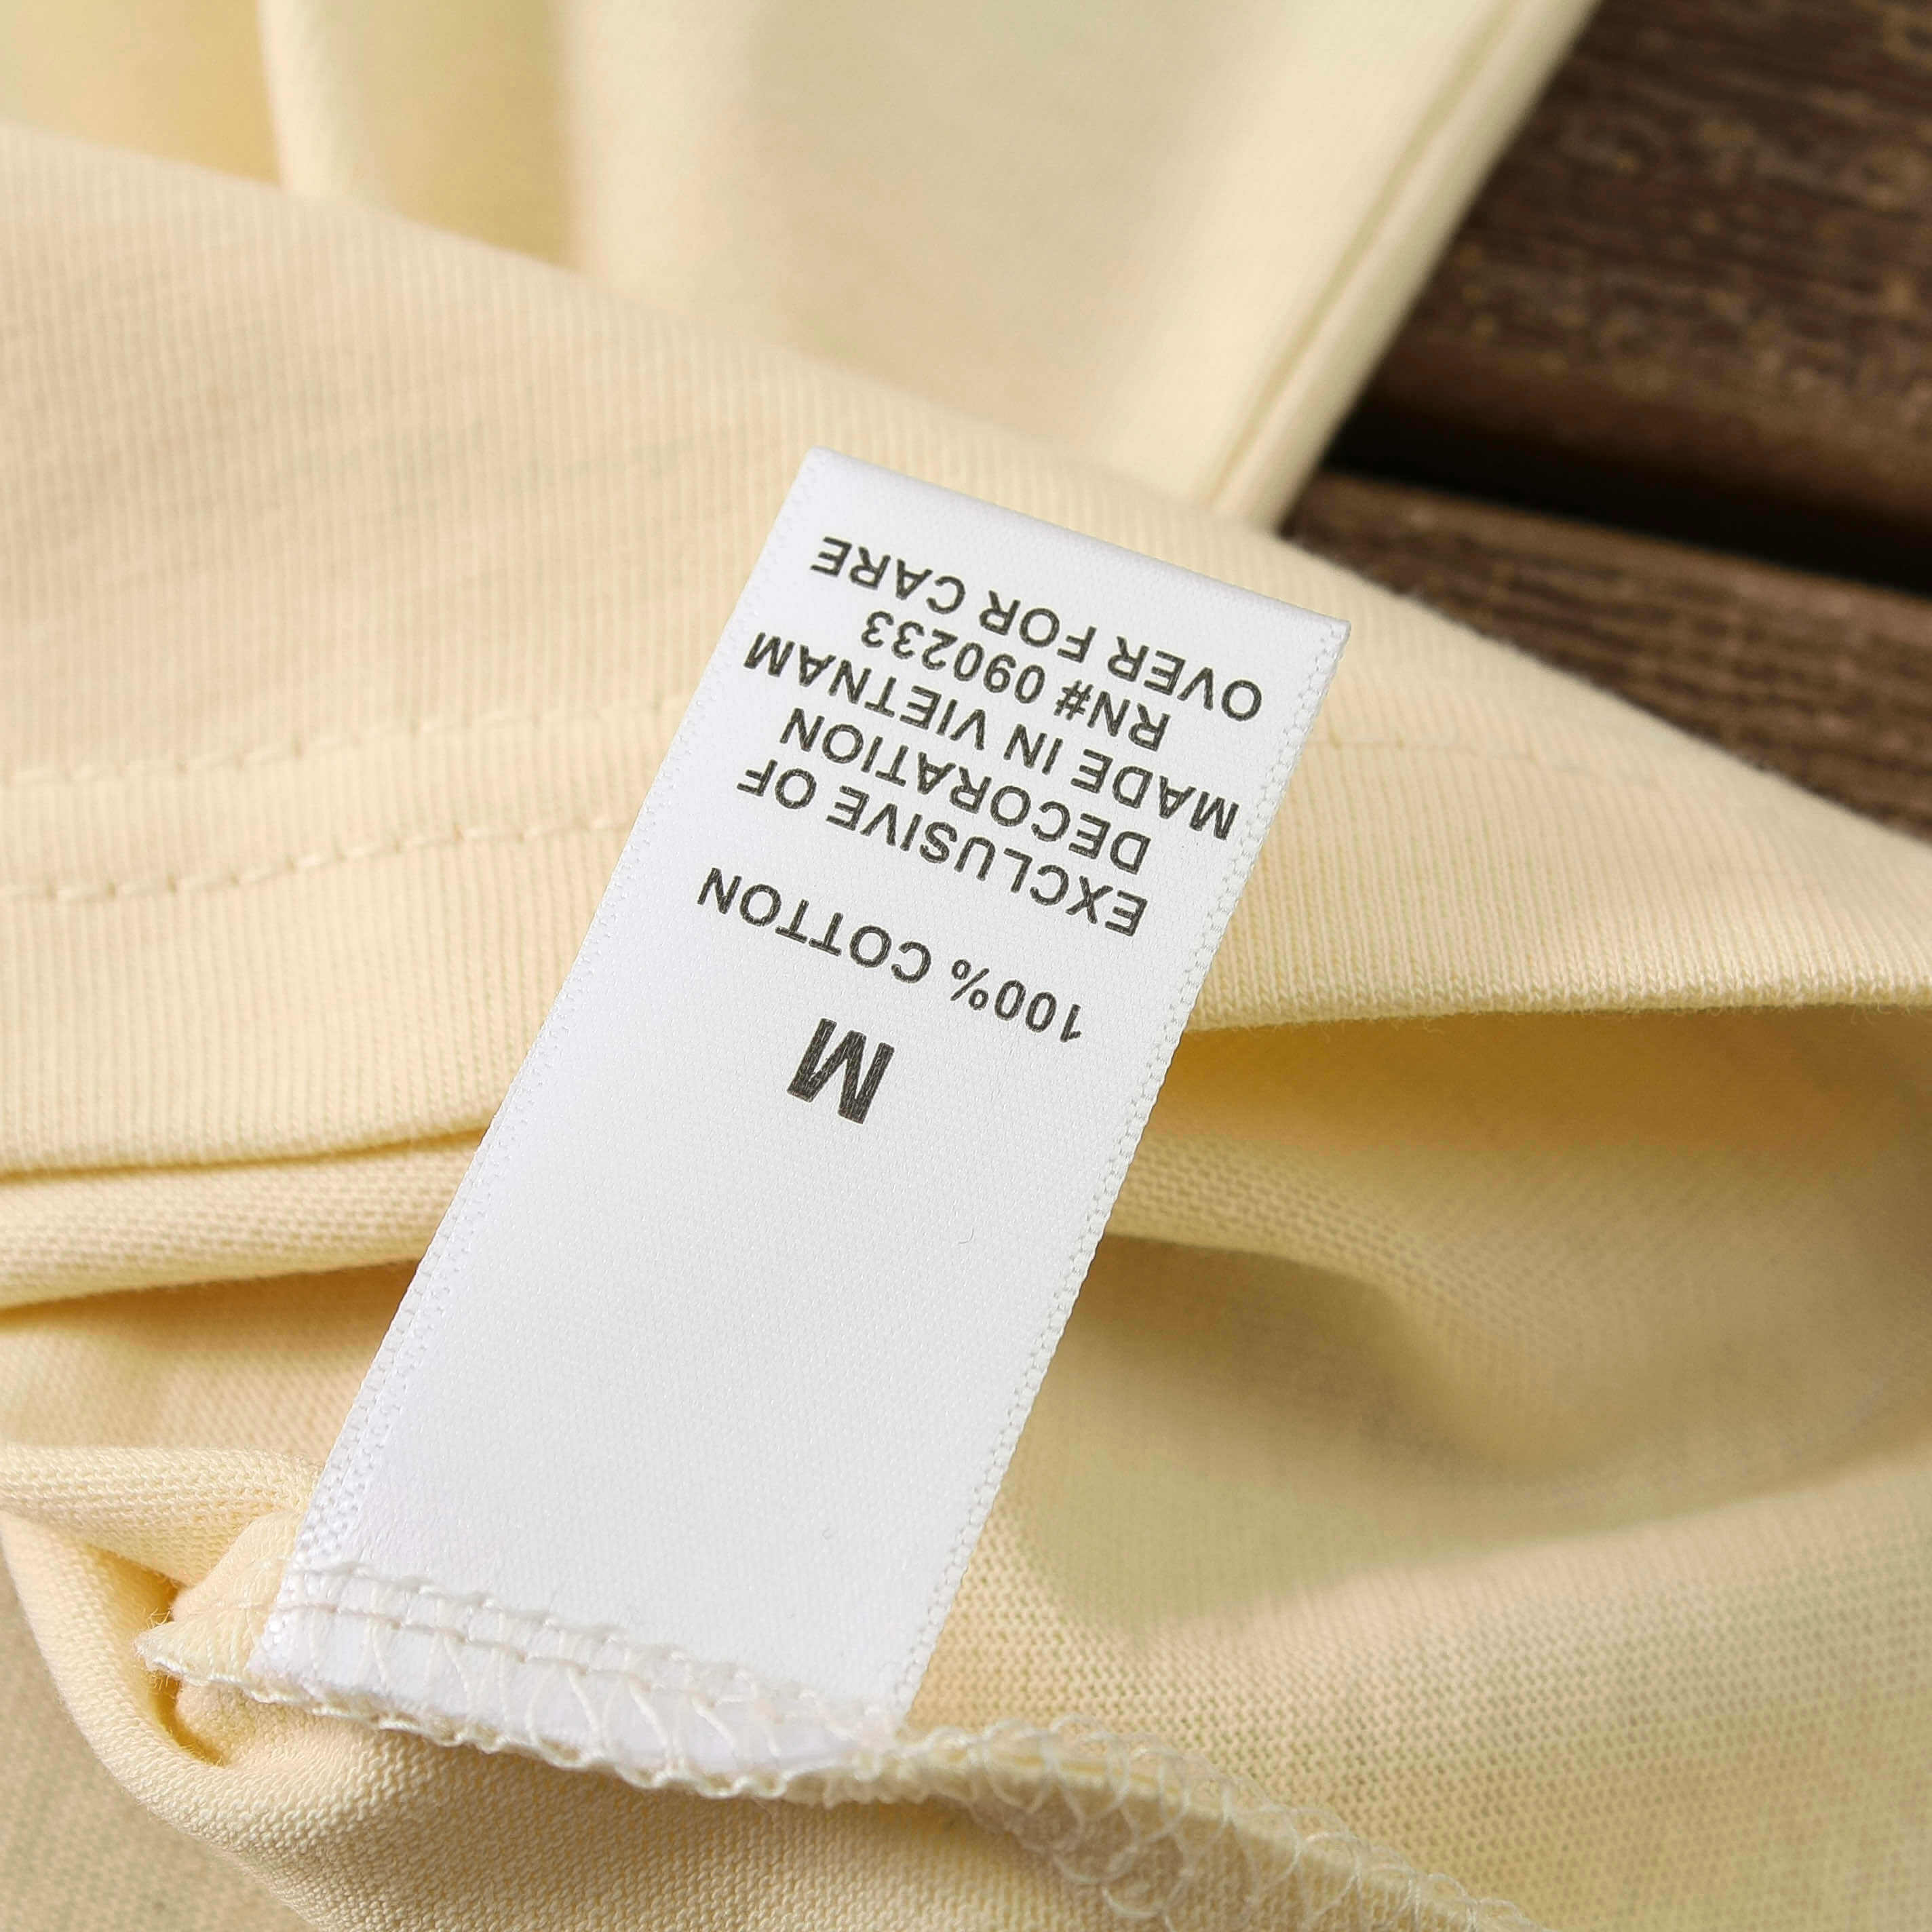 M
100% COTTON
EXCLUSIVE OF
DECORATION
MADE IN VIETNAM
RN# 090233
OVER FOR CARE